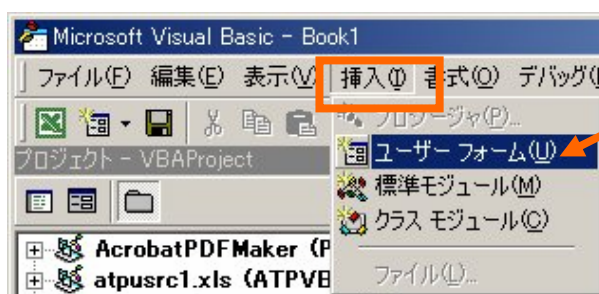 Microsoft Visual Basic - Book1
ファイル(F) 編集(E) 表示(V) 挿入(I) 書式(O) デバッグ(
プロシージャ(P)...
プロジェクト - VBAProject
ユーザー フォーム(U)
標準モジュール(M)
クラス モジュール(C)
AcrobatPDFMaker (P
ファイル(L)...
atpusrc1.xls (ATPVB